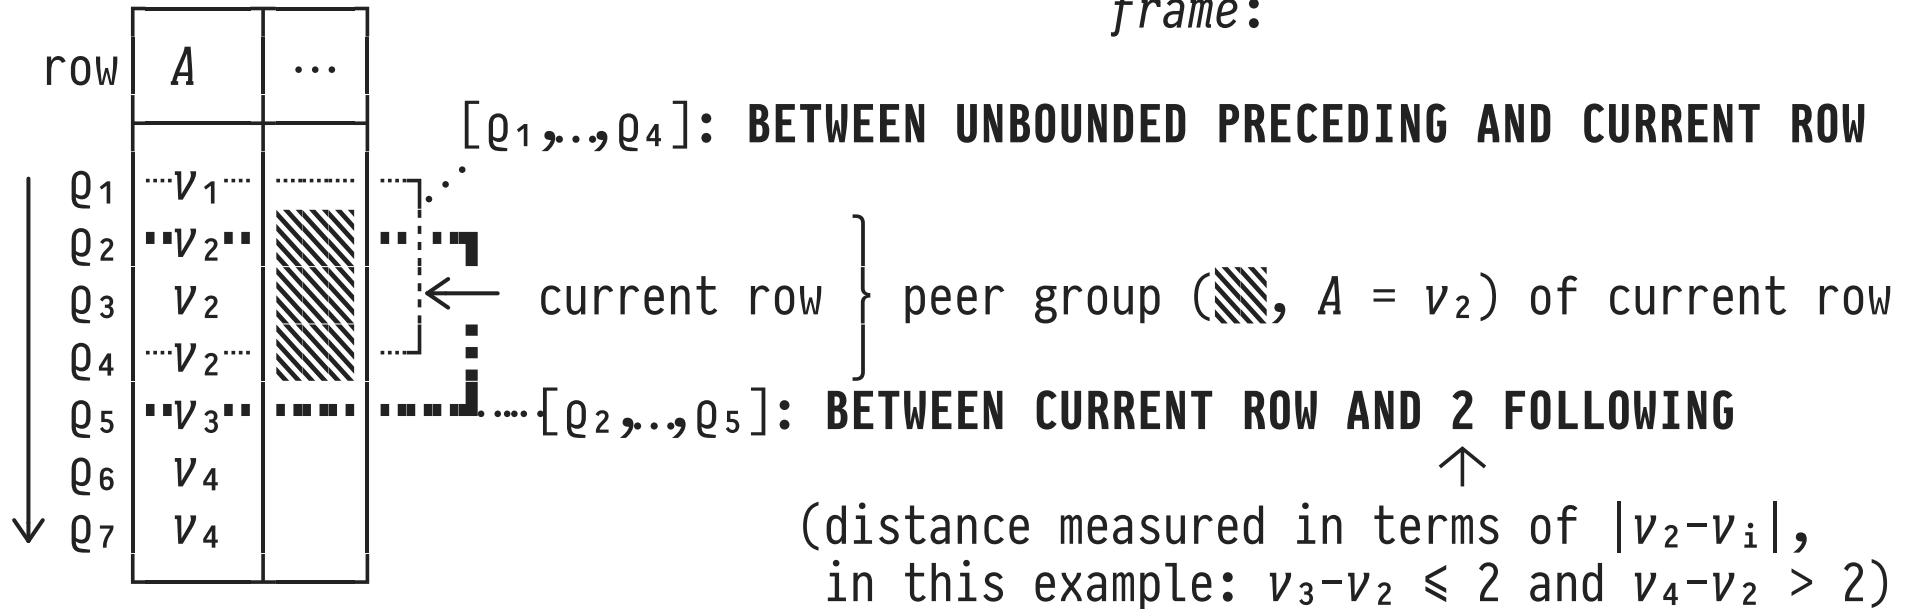 frame:
row A ···
[ϱ₁,..,ϱ₄]: BETWEEN UNBOUNDED PRECEDING AND CURRENT ROW
ϱ₁ v₁
ϱ₂ v₂
ϱ₃ v₂ current row } peer group (▨, A = v₂) of current row
ϱ₄ v₂
ϱ₅ v₃ [ϱ₂,..,ϱ₅]: BETWEEN CURRENT ROW AND 2 FOLLOWING
ϱ₆ v₄
ϱ₇ v₄ (distance measured in terms of |v₂-vᵢ|,
in this example: v₃-v₂ ⩽ 2 and v₄-v₂ > 2)